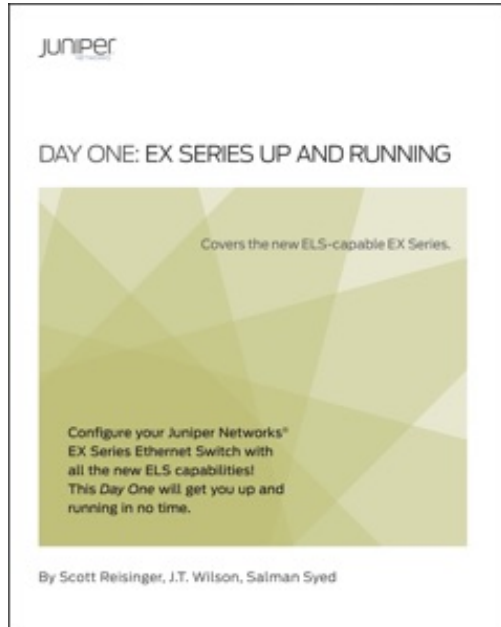 JUNIPEr
NETWORKS
DAY ONE: EX SERIES UP AND RUNNING
Covers the new ELS-capable EX Series.
Configure your Juniper Networks®
EX Series Ethernet Switch with
all the new ELS capabilities!
This Day One will get you up and
running in no time.
By Scott Reisinger, J.T. Wilson, Salman Syed